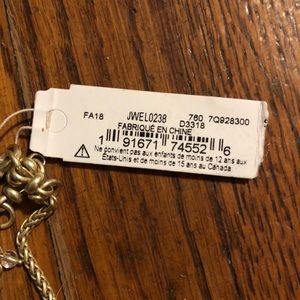 FA18 JWEL0238 760 7Q928300
D3318
FABRIQUÉ EN CHINE
1 91671 74552 6
Ne convient pas aux enfants de moins de 12 ans aux
États-Unis et de moins de 15 ans au Canada